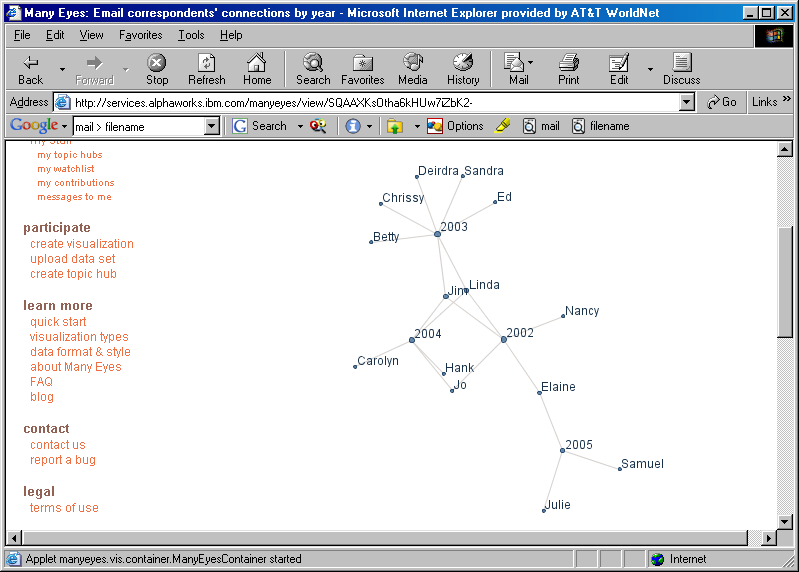 Many Eyes: Email correspondents' connections by year - Microsoft Internet Explorer provided by AT&T WorldNet
File Edit View Favorites Tools Help
Back Forward Stop Refresh Home Search Favorites Media History Mail Print Edit Discuss
Address http://services.alphaworks.ibm.com/manyeyes/view/SQAAXKsOtha6kHUw7iZbK2- Go Links »
Google mail > filename Search Options mail filename
my stuff
my topic hubs
my watchlist
my contributions
messages to me
participate
create visualization
upload data set
create topic hub
learn more
quick start
visualization types
data format & style
about Many Eyes
FAQ
blog
contact
contact us
report a bug
legal
terms of use
Deirdra Sandra
Chrissy Ed
2003
Betty
Linda
Jim
Nancy
2004 2002
Carolyn
Hank
Jo Elaine
2005
Samuel
Julie
Applet manyeyes.vis.container.ManyEyesContainer started Internet